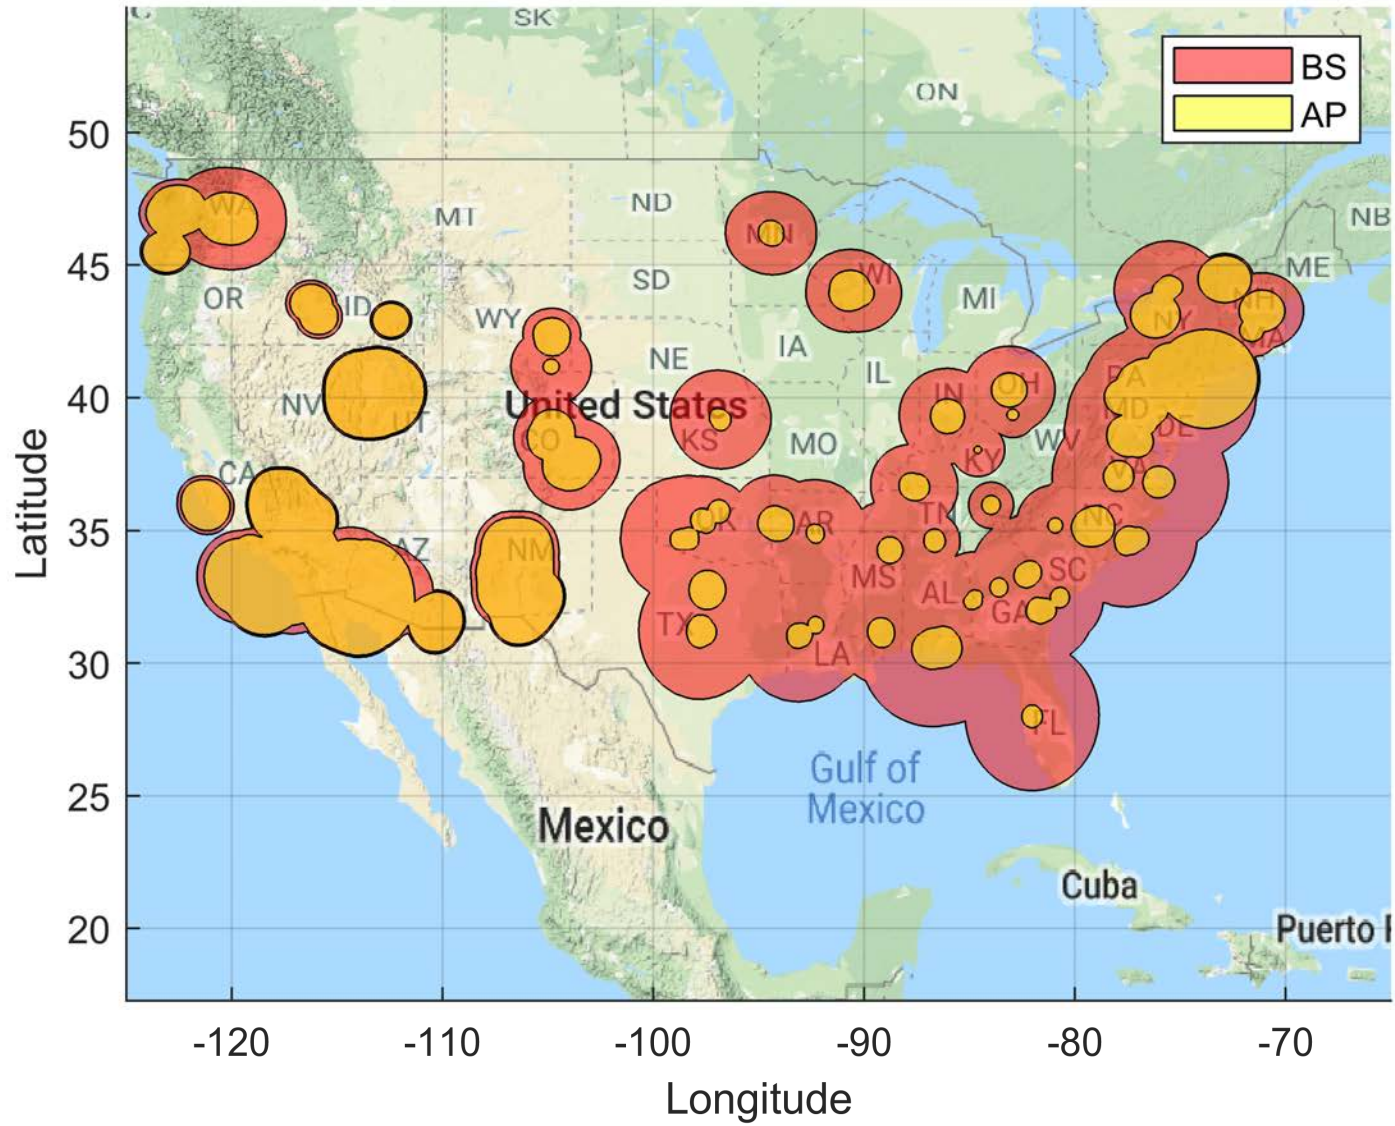 SK
BS
AP
ON
50
WA
MT
ND
MN
NB
45
OR
ID
SD
WI
MI
ME
NH
NY
MA
WY
NE
IA
IL
IN
OH
PA
40
NV
UT
United States
CO
KS
MO
KY
WV
MD
DE
VA
CA
35
AZ
NM
OK
AR
TN
NC
MS
AL
SC
GA
TX
LA
30
FL
25
Gulf of
Mexico
Mexico
Cuba
20
Puerto
-120
-110
-100
-90
-80
-70
Longitude
Latitude